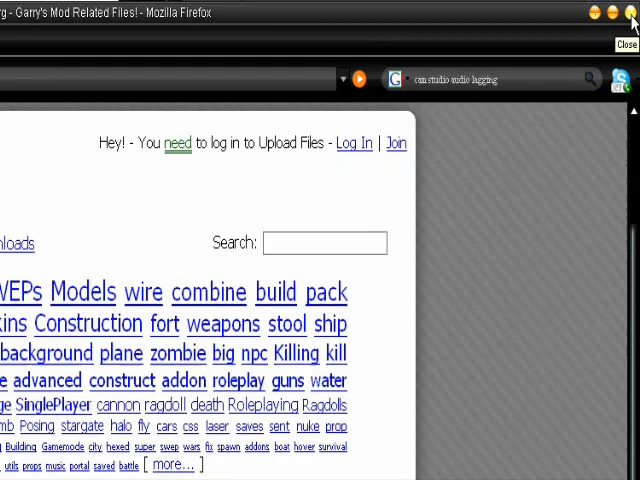 rg - Garry's Mod Related Files! - Mozilla Firefox
Close
G cam studio audio lagging
Hey! - You need to log in to Upload Files - Log In | Join
nloads Search:
WEPs Models wire combine build pack
kins Construction fort weapons stool ship
background plane zombie big npc Killing kill
e advanced construct addon roleplay guns water
ge SinglePlayer cannon ragdoll death Roleplaying Ragdolls
mb Posing stargate halo fly cars css laser saves sent nuke prop
g Building Gamemode city hexed super swep wars fix spawn addons boat hover survival
utils props music portal saved battle [ more... ]